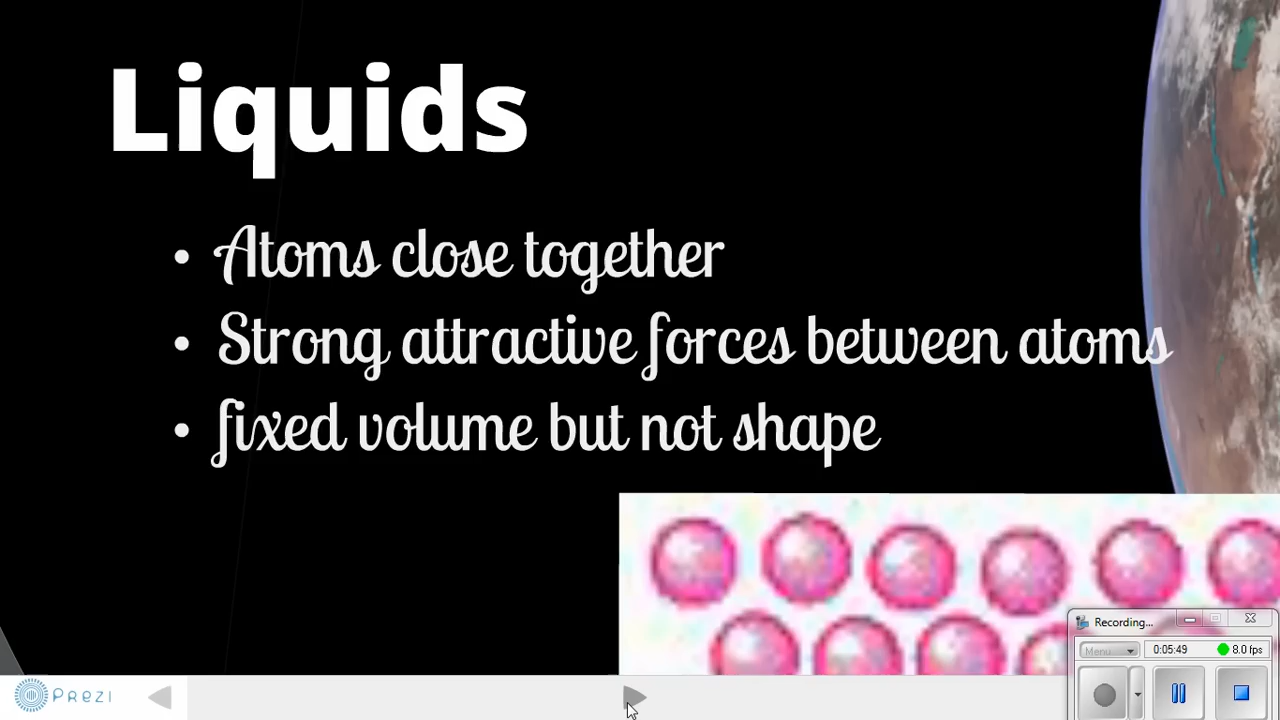 Liquids
• Atoms close together
• Strong attractive forces between atoms
• fixed volume but not shape
Recording...
Menu
0:05:49
8.0 fps
PREZI